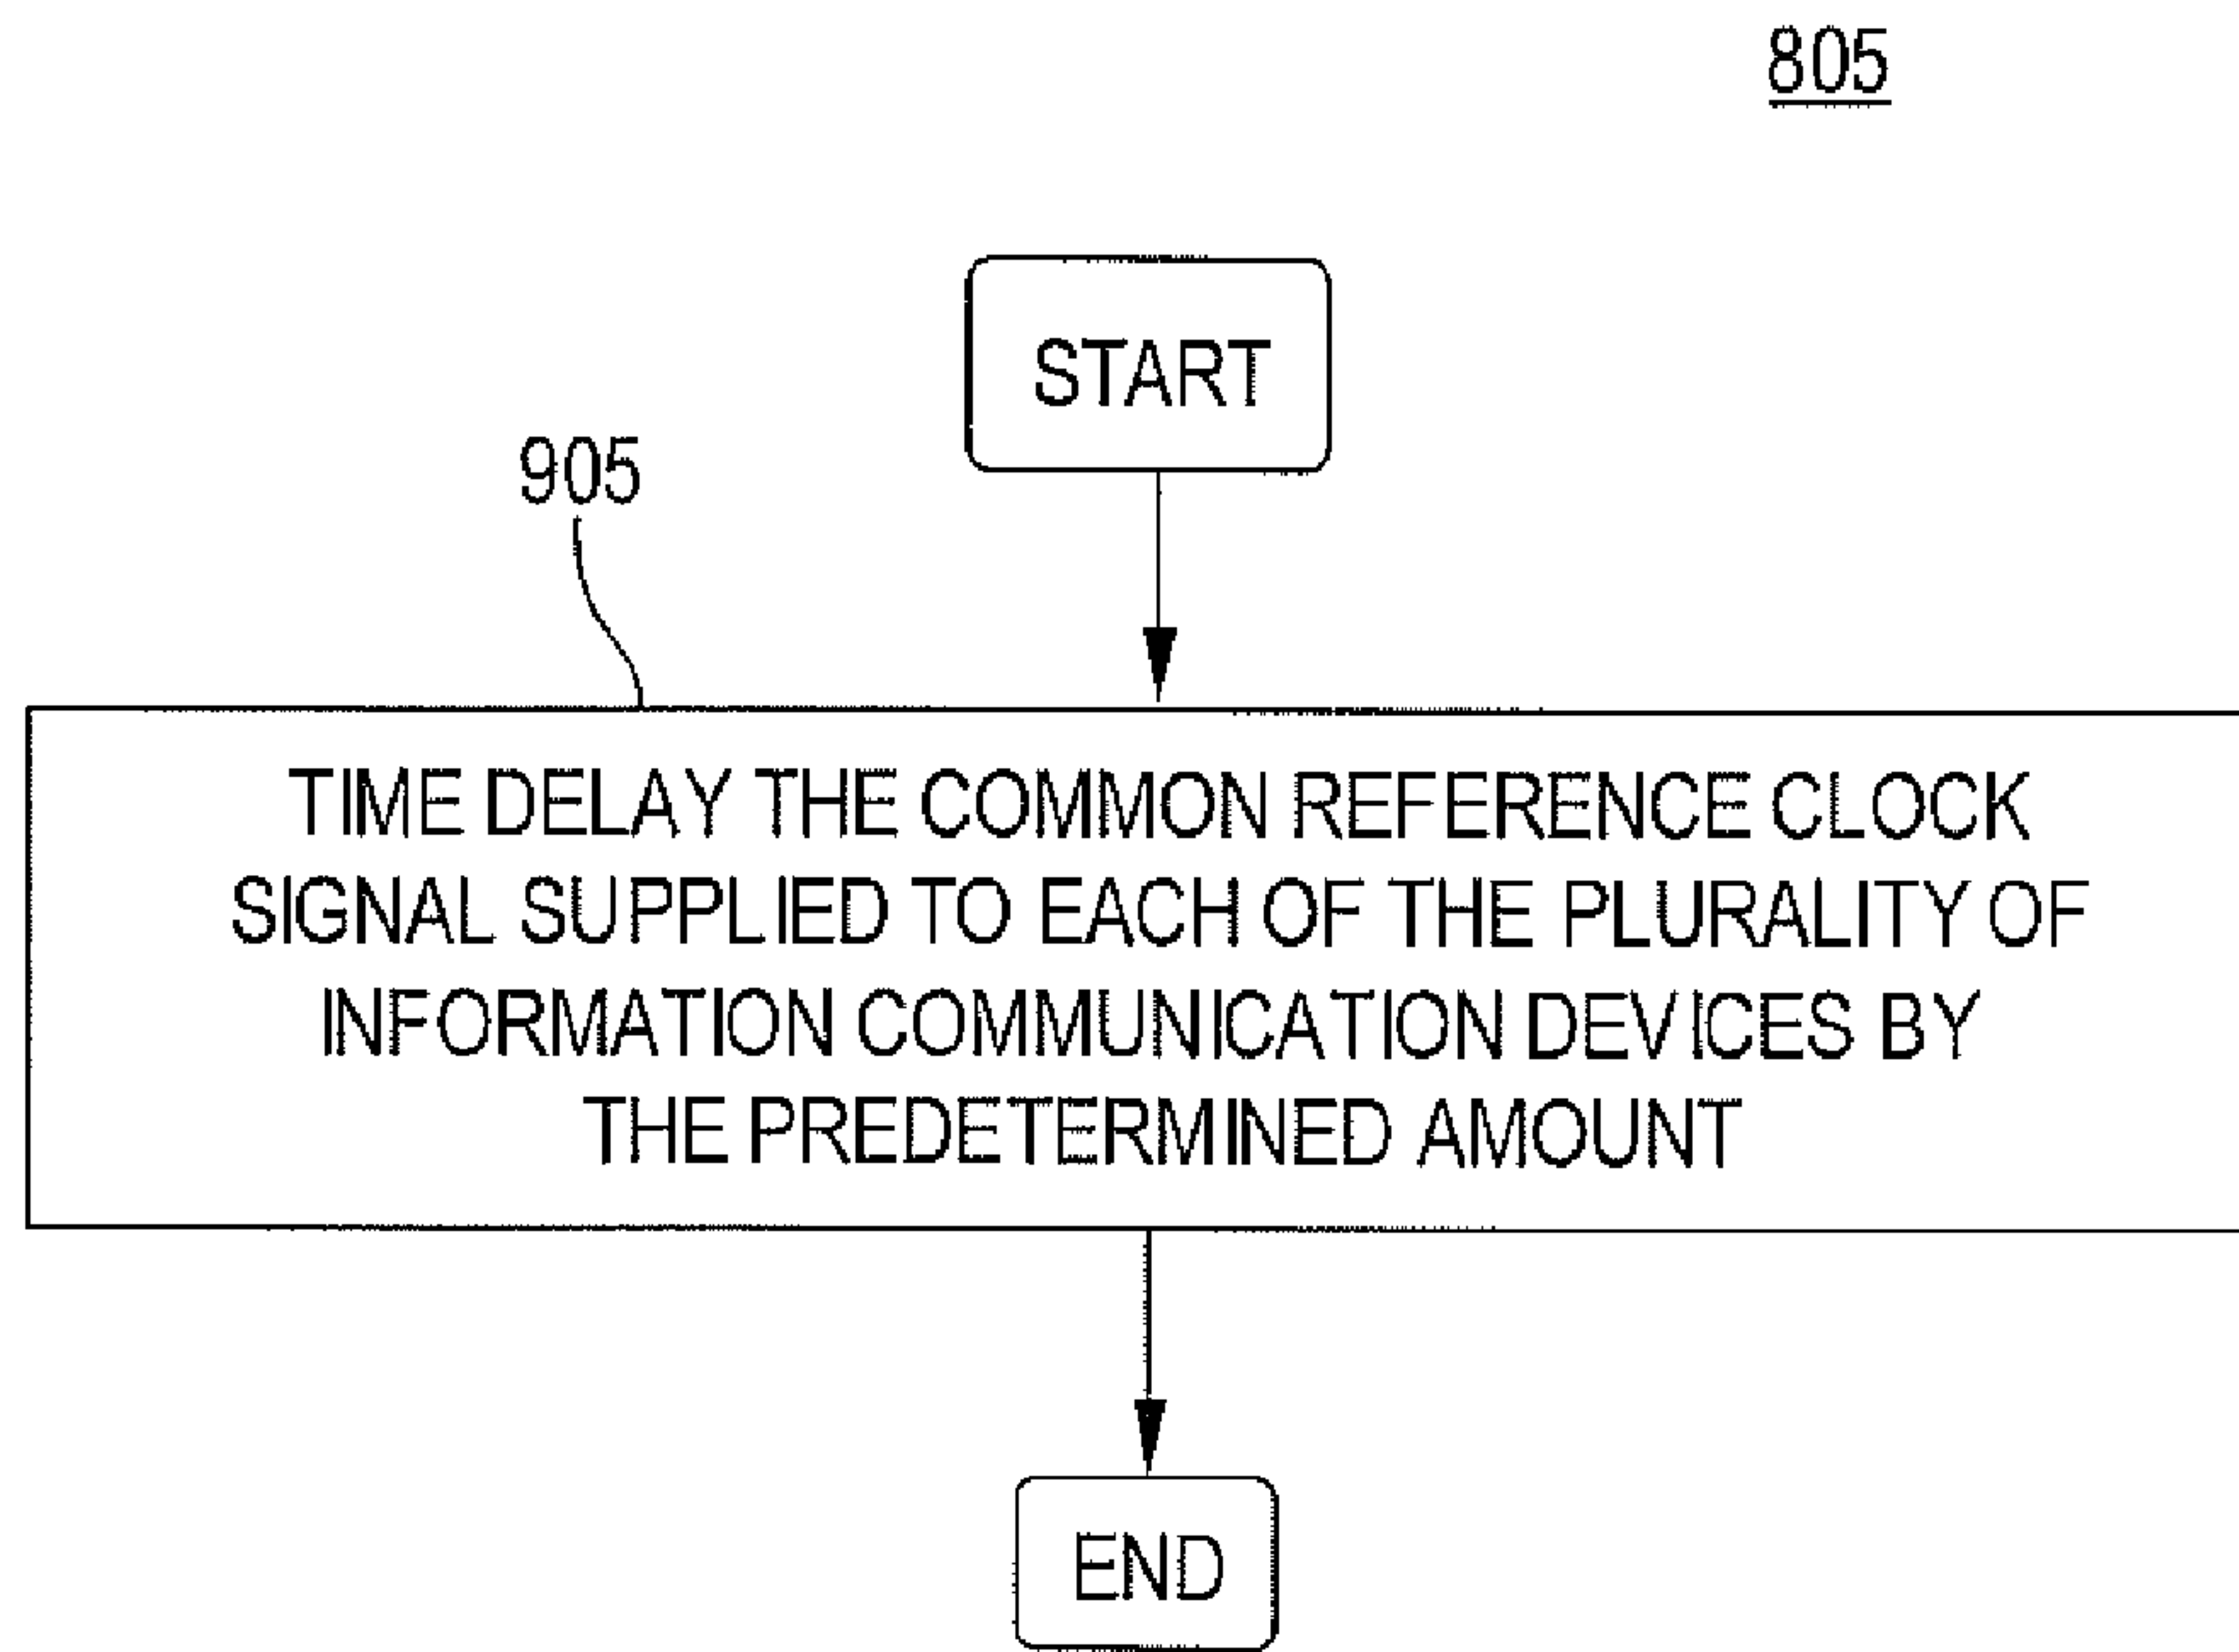 805
START
905
TIME DELAY THE COMMON REFERENCE CLOCK
SIGNAL SUPPLIED TO EACH OF THE PLURALITY OF
INFORMATION COMMUNICATION DEVICES BY
THE PREDETERMINED AMOUNT
END